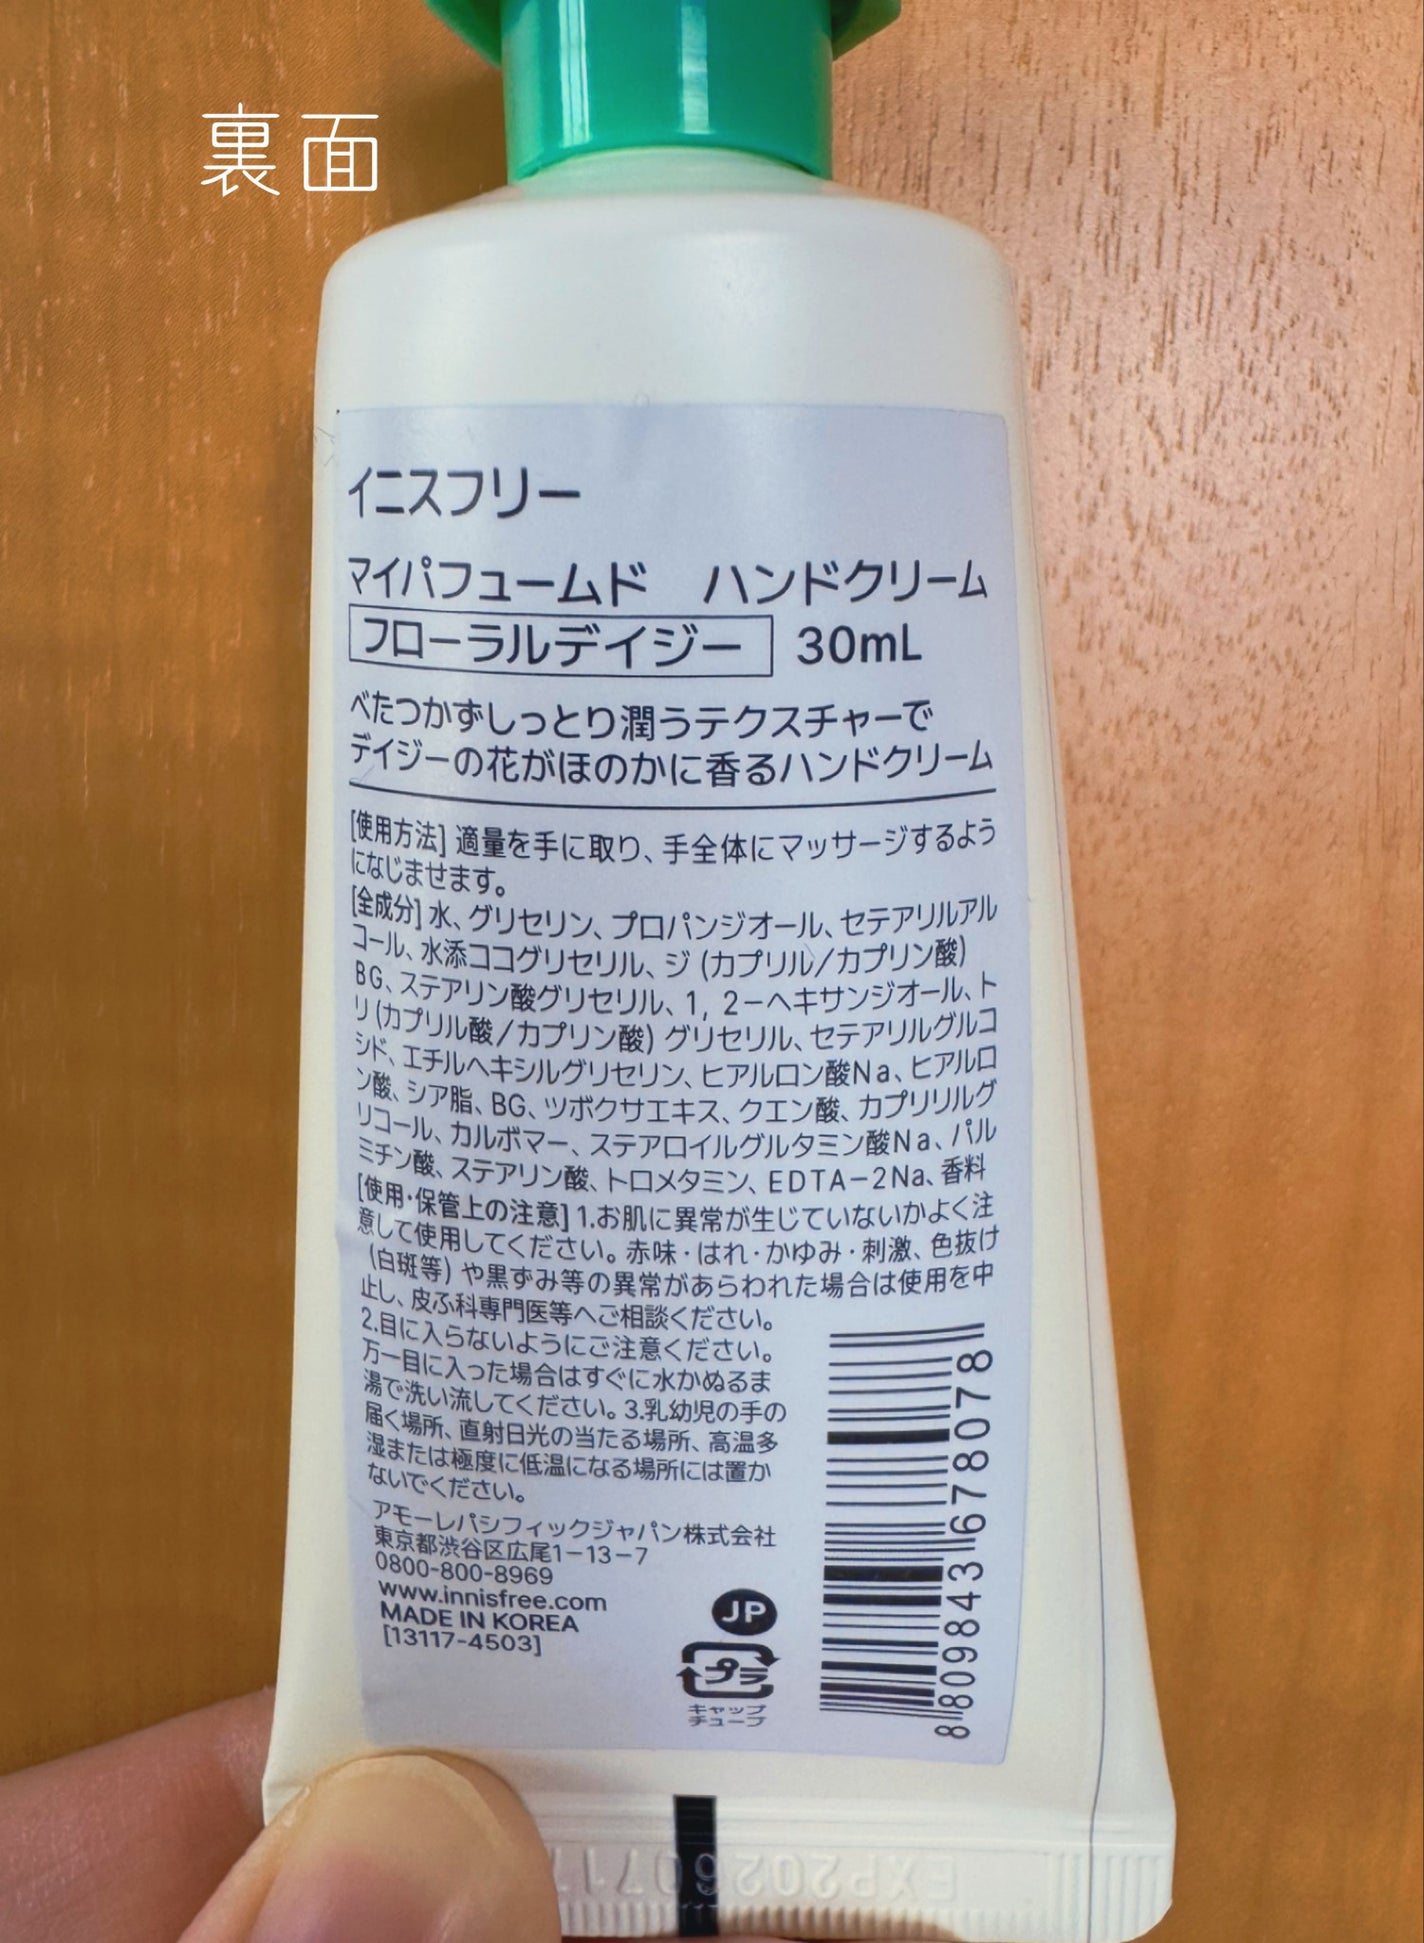 裏面
イニスフリー
マイパフュームド　ハンドクリーム
フローラルデイジー 30mL
べたつかずしっとり潤うテクスチャーで
デイジーの花がほのかに香るハンドクリーム
[使用方法] 適量を手に取り、手全体にマッサージするよう
になじませます。
[全成分] 水、グリセリン、プロパンジオール、セテアリルアル
コール、水添ココグリセリル、ジ (カプリル/カプリン酸)
BG、ステアリン酸グリセリル、1, 2-ヘキサンジオール、ト
リ (カプリル酸/カプリン酸) グリセリル、セテアリルグルコ
シド、エチルヘキシルグリセリン、ヒアルロン酸Na、ヒアルロ
ン酸、シア脂、BG、ツボクサエキス、クエン酸、カプリリルグ
リコール、カルボマー、ステアロイルグルタミン酸Na、パル
ミチン酸、ステアリン酸、トロメタミン、EDTA-2Na、香料
[使用・保管上の注意] 1.お肌に異常が生じていないかよく注
意して使用してください。赤味・はれ・かゆみ・刺激、色抜け
(白斑等) や黒ずみ等の異常があらわれた場合は使用を中
止し、皮ふ科専門医等へご相談ください。
2.目に入らないようにご注意ください。
万一目に入った場合はすぐに水かぬるま
湯で洗い流してください。3.乳幼児の手の
届く場所、直射日光の当たる場所、高温多
湿または極度に低温になる場所には置か
ないでください。
アモーレパシフィックジャパン株式会社
東京都渋谷区広尾1-13-7
0800-800-8969
www.innisfree.com
MADE IN KOREA
[13117-4503]
JP
プラ
キャップ
チューブ
8809843678078
EXP2026071